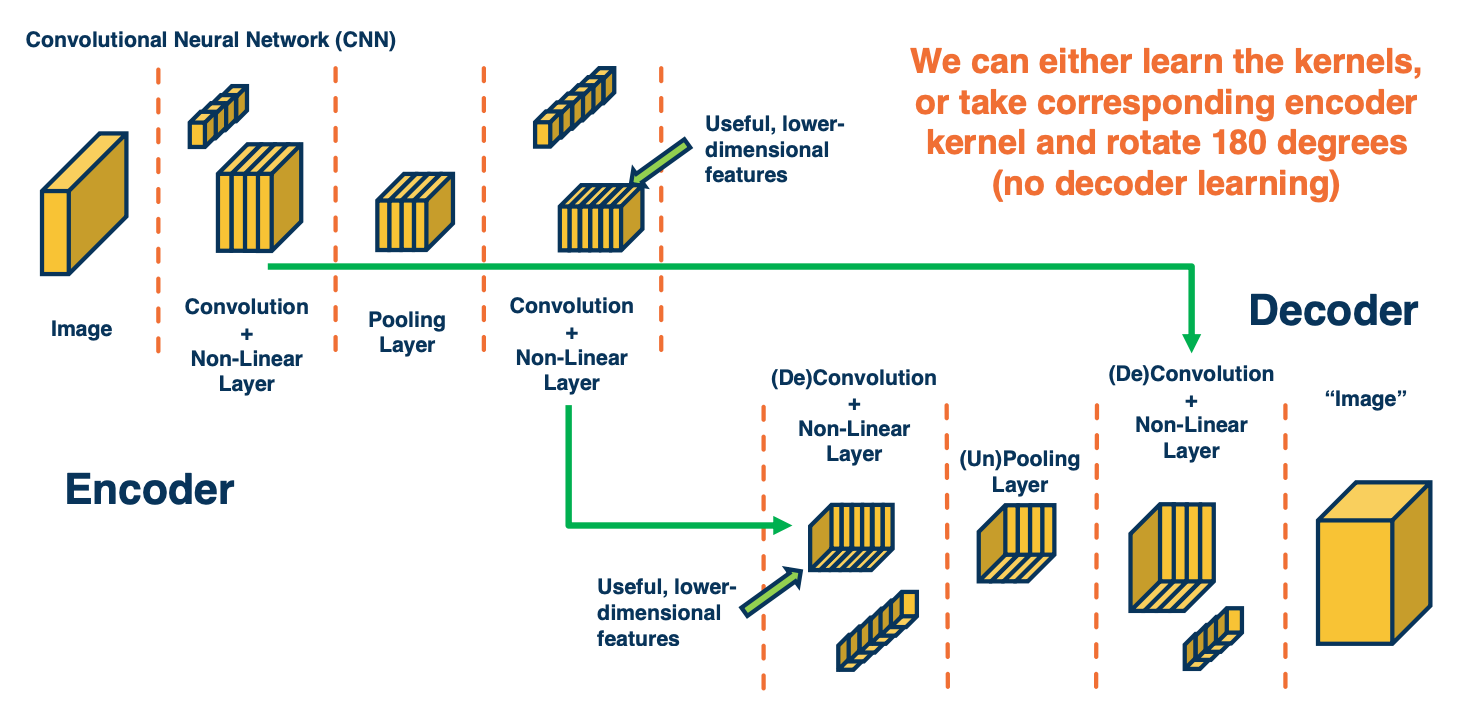 Convolutional Neural Network (CNN)
We can either learn the kernels,
or take corresponding encoder
kernel and rotate 180 degrees
(no decoder learning)
Useful, lower-
dimensional
features
Image
Convolution
+
Non-Linear
Layer
Pooling
Layer
Convolution
+
Non-Linear
Layer
Decoder
(De)Convolution
+
Non-Linear
Layer
(Un)Pooling
Layer
(De)Convolution
+
Non-Linear
Layer
“Image”
Encoder
Useful, lower-
dimensional
features